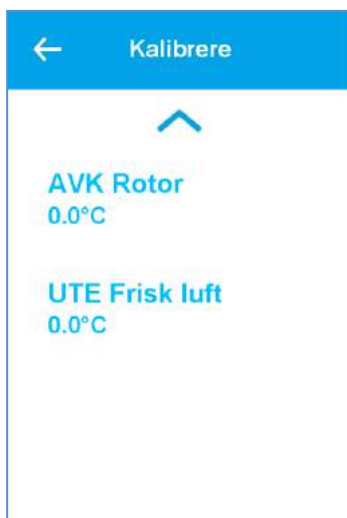 Kalibrere
AVK Rotor
0.0°C
UTE Frisk luft
0.0°C